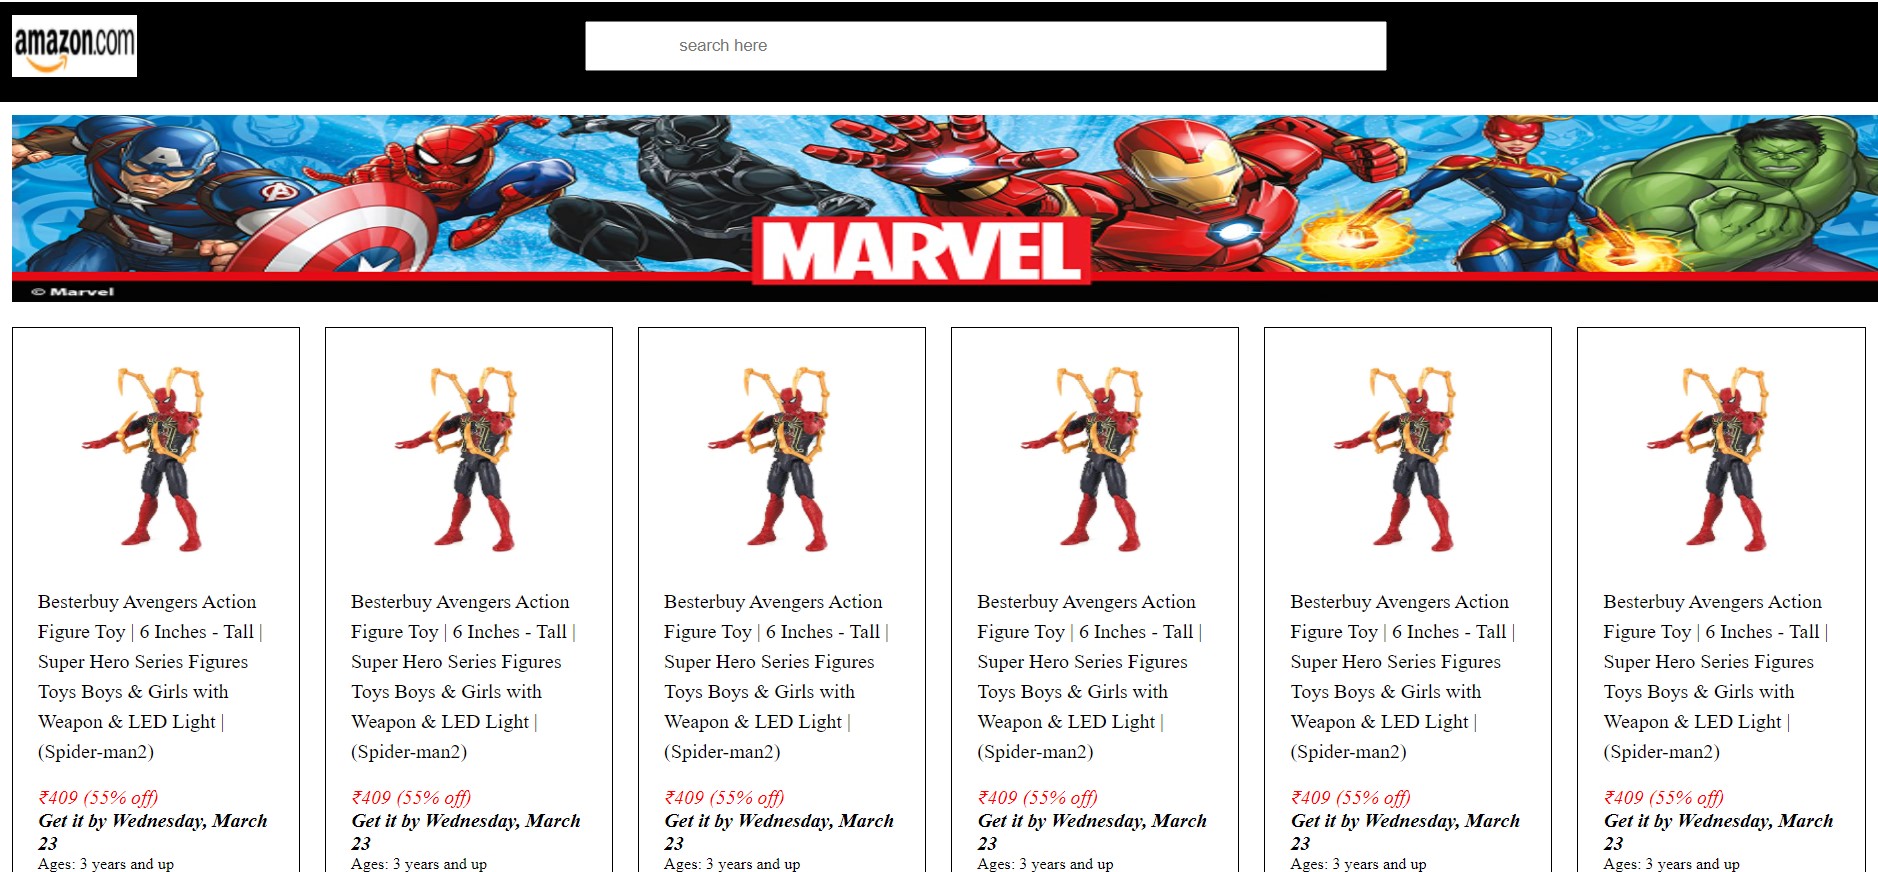 amazon.com
search here
MARVEL
© Marvel
Besterbuy Avengers Action
Figure Toy | 6 Inches - Tall |
Super Hero Series Figures
Toys Boys & Girls with
Weapon & LED Light |
(Spider-man2)
₹409 (55% off)
Get it by Wednesday, March
23
Ages: 3 years and up
Besterbuy Avengers Action
Figure Toy | 6 Inches - Tall |
Super Hero Series Figures
Toys Boys & Girls with
Weapon & LED Light |
(Spider-man2)
₹409 (55% off)
Get it by Wednesday, March
23
Ages: 3 years and up
Besterbuy Avengers Action
Figure Toy | 6 Inches - Tall |
Super Hero Series Figures
Toys Boys & Girls with
Weapon & LED Light |
(Spider-man2)
₹409 (55% off)
Get it by Wednesday, March
23
Ages: 3 years and up
Besterbuy Avengers Action
Figure Toy | 6 Inches - Tall |
Super Hero Series Figures
Toys Boys & Girls with
Weapon & LED Light |
(Spider-man2)
₹409 (55% off)
Get it by Wednesday, March
23
Ages: 3 years and up
Besterbuy Avengers Action
Figure Toy | 6 Inches - Tall |
Super Hero Series Figures
Toys Boys & Girls with
Weapon & LED Light |
(Spider-man2)
₹409 (55% off)
Get it by Wednesday, March
23
Ages: 3 years and up
Besterbuy Avengers Action
Figure Toy | 6 Inches - Tall |
Super Hero Series Figures
Toys Boys & Girls with
Weapon & LED Light |
(Spider-man2)
₹409 (55% off)
Get it by Wednesday, March
23
Ages: 3 years and up